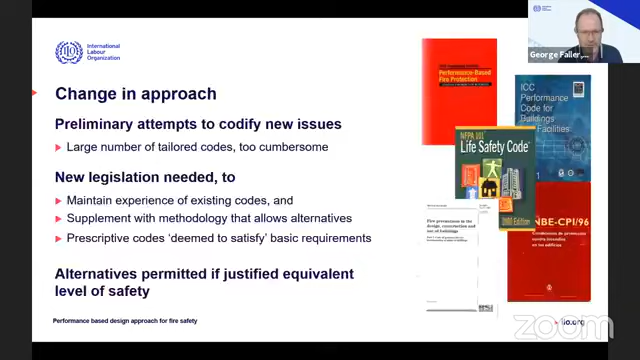 International
Labour
Organization
George Faller,...
Change in approach
Preliminary attempts to codify new issues
Large number of tailored codes, too cumbersome
New legislation needed, to
Maintain experience of existing codes, and
Supplement with methodology that allows alternatives
Prescriptive codes ‘deemed to satisfy’ basic requirements
Alternatives permitted if justified equivalent
level of safety
Performance based design approach for fire safety
Performance-Based
Fire Protection
ICC
Performance
Code for
Buildings
Facilities
NFPA 101
Life Safety Code
2000 Edition
Fire precautions in the
design, construction and
use of buildings
NBE-CPI/96
ilo.org
zoom